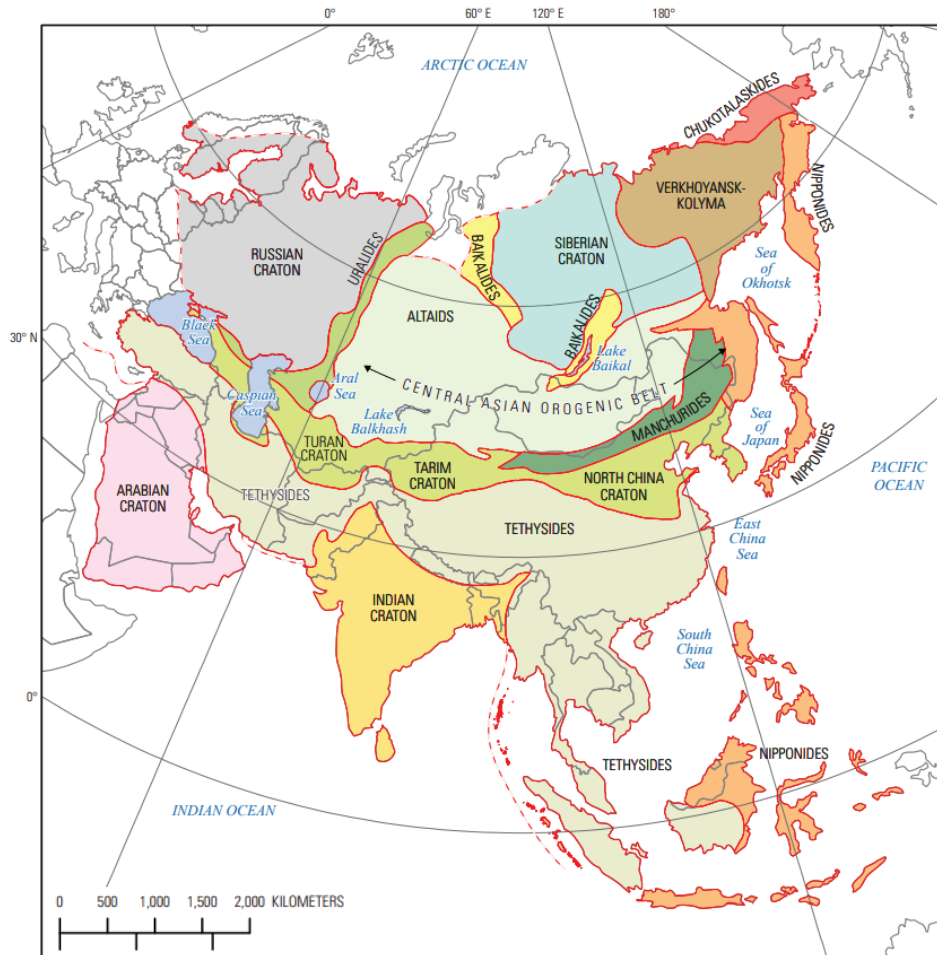 0°
60° E
120°E
180°
ARCTIC OCEAN
CHUKOTALASKIDES
NIPPONIDES
VERKHOYANSK-
KOLYMA
RUSSIAN
CRATON
URALIDES
BAIKALIDES
SIBERIAN
CRATON
Sea
of
Okhotsk
ALTAIDS
BAIKALIDES
Lake
Baikal
30° N
Black
Sea
CENTRAL ASIAN OROGENIC BELT
Aral
Sea
Cuspian
Sea
Lake
Balkhash
MANCHURIDES
Sea
of
Japan
NIPPONIDES
TURAN
CRATON
TARIM
CRATON
NORTH CHINA
CRATON
PACIFIC
OCEAN
ARABIAN
CRATON
TETHYSIDES
TETHYSIDES
East
China
Sea
INDIAN
CRATON
South
China
Sea
0°
TETHYSIDES
NIPPONIDES
INDIAN OCEAN
0 500 1,000 1,500 2,000 KILOMETERS